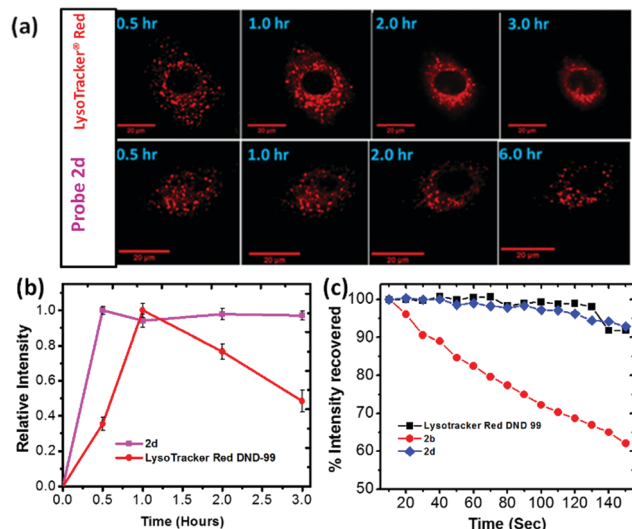 (a)
LysoTracker® Red
0.5 hr
1.0 hr
2.0 hr
3.0 hr
20 μm
20 μm
20 μm
20 μm
Probe 2d
0.5 hr
1.0 hr
2.0 hr
6.0 hr
20 μm
20 μm
20 μm
20 μm
(b)
Relative Intensity
1.0
0.8
0.6
0.4
0.2
0.0
2d
LysoTracker Red DND-99
0.0 0.5 1.0 1.5 2.0 2.5 3.0
Time (Hours)
(c)
% Intensity recovered
100
90
80
70
60
Lysotracker Red DND 99
2b
2d
20 40 60 80 100 120 140
Time (Sec)